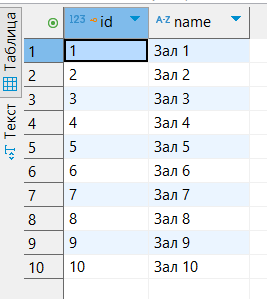 Таблица
Текст
123 id
A-Z name
1 1 Зал 1
2 2 Зал 2
3 3 Зал 3
4 4 Зал 4
5 5 Зал 5
6 6 Зал 6
7 7 Зал 7
8 8 Зал 8
9 9 Зал 9
10 10 Зал 10